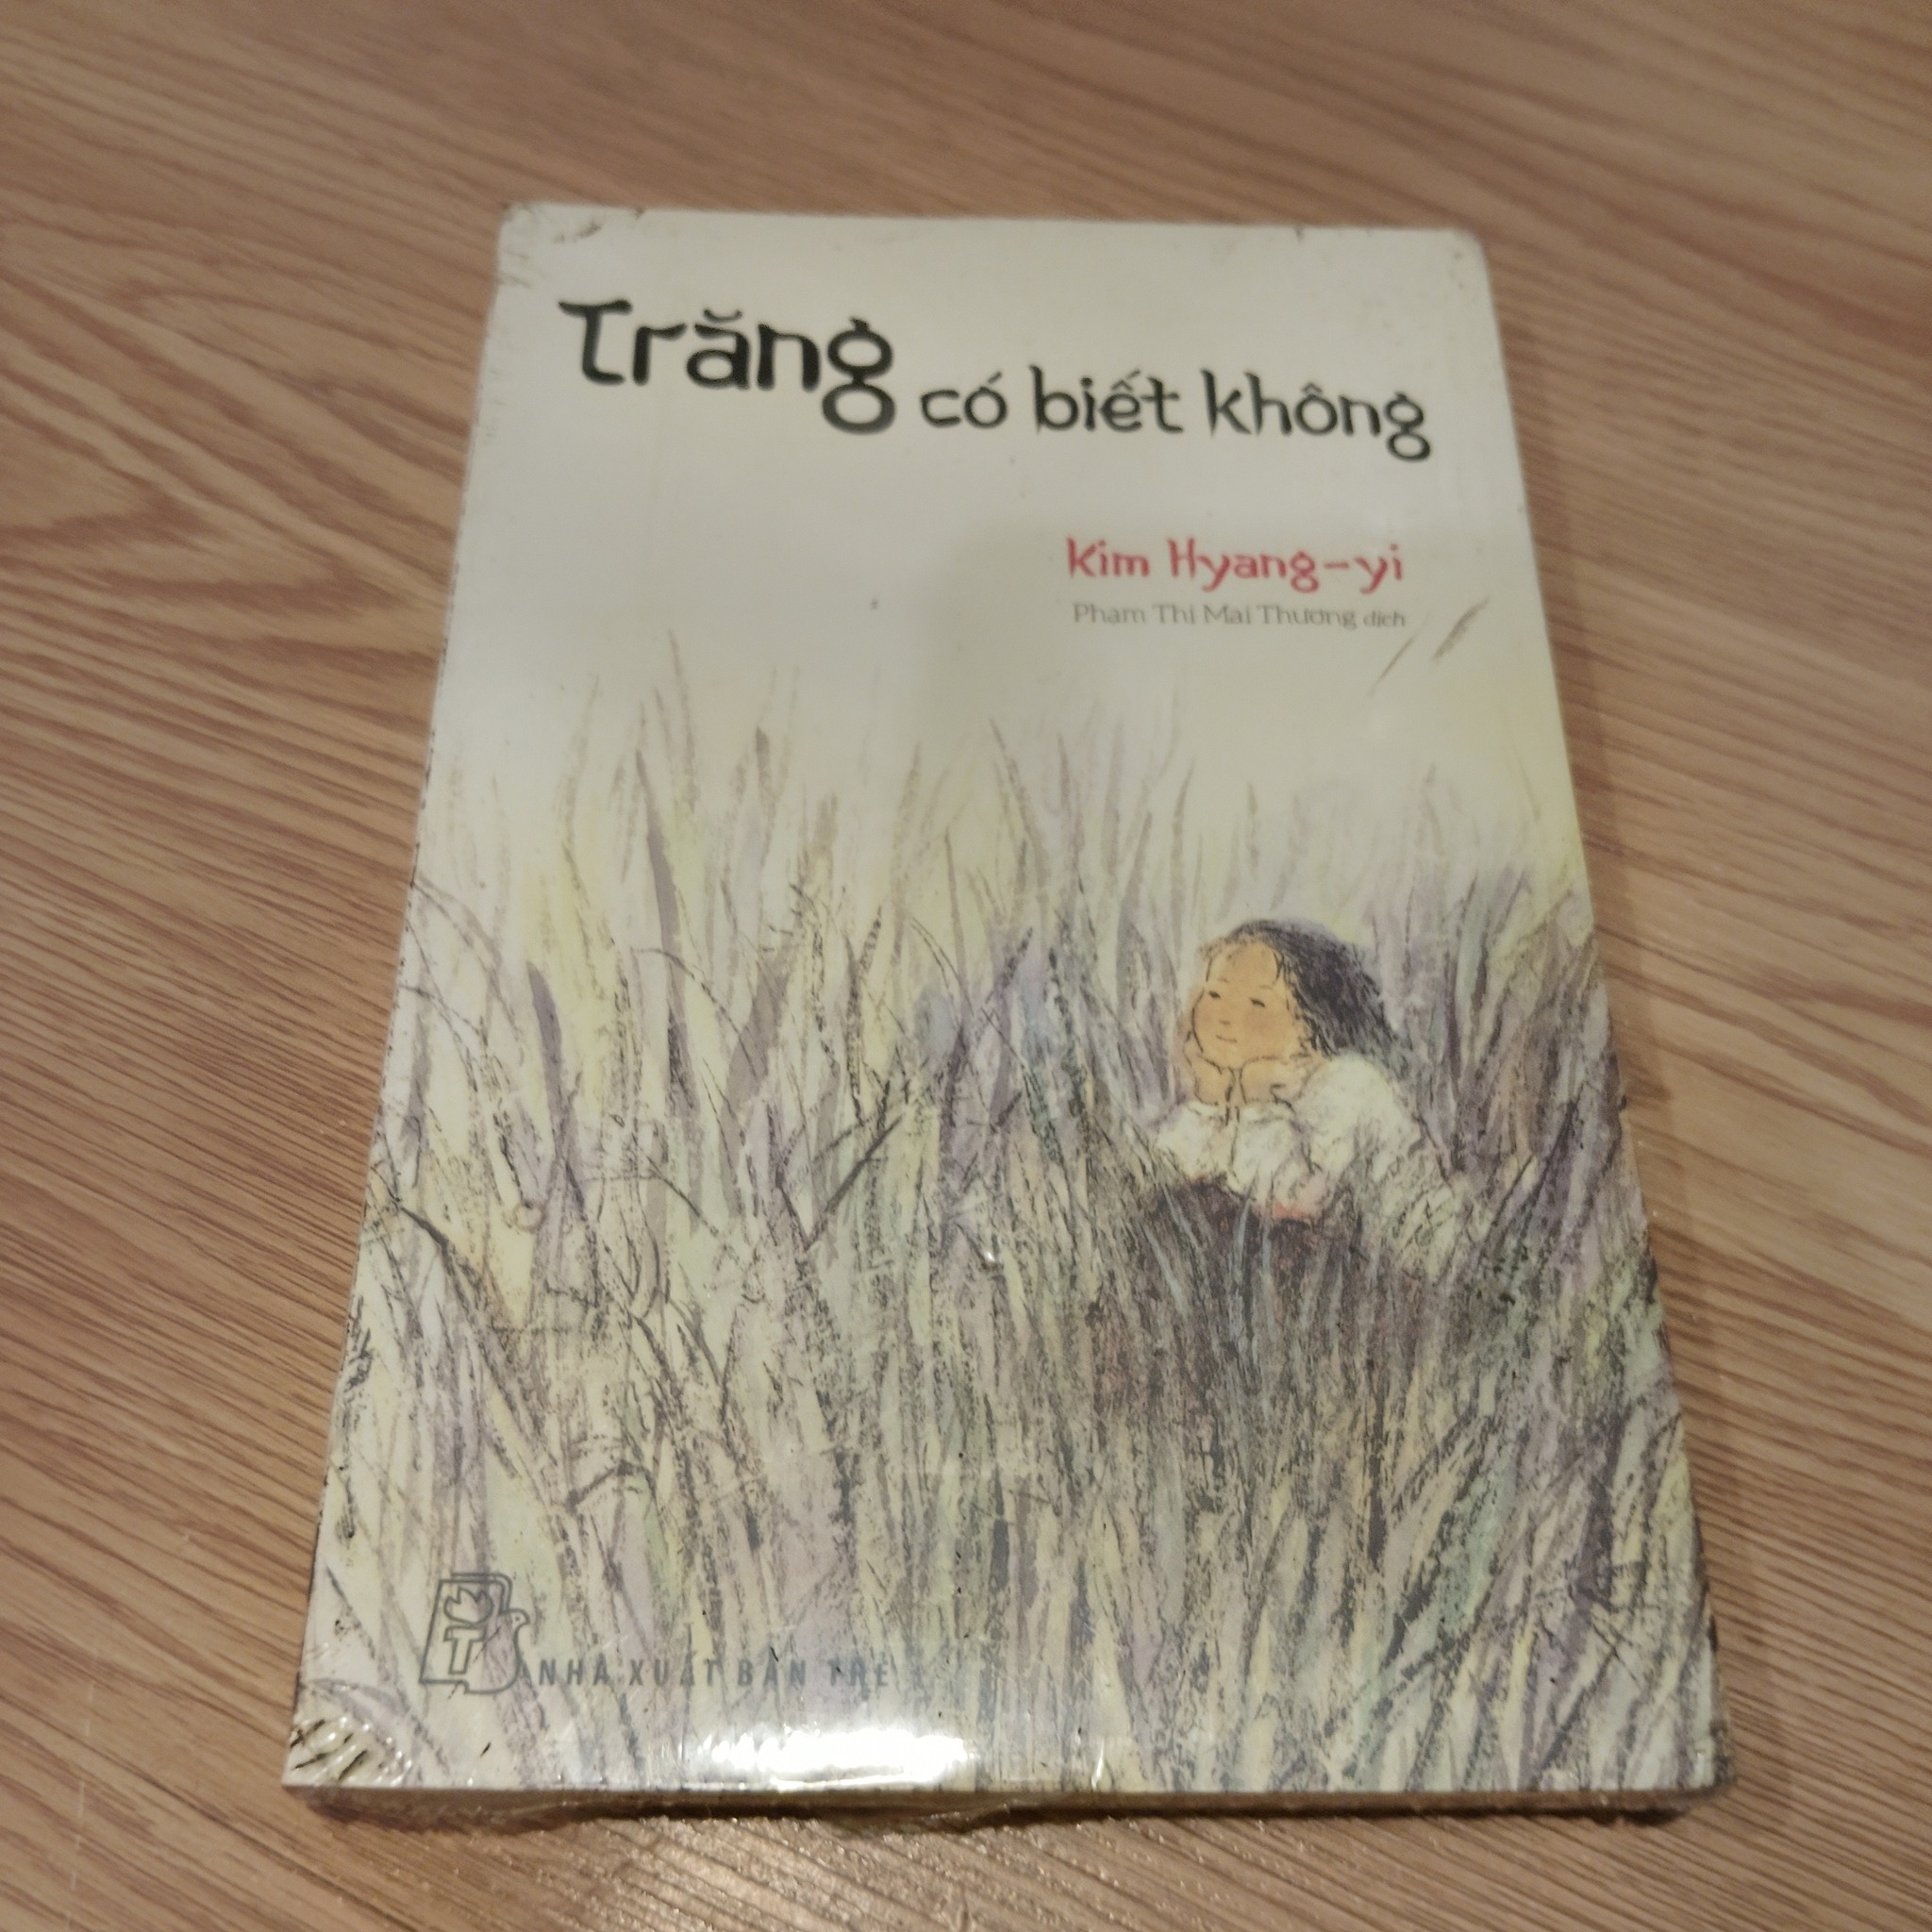 Trăng có biết không
Kim Hyang-yi
Phạm Thị Mai Thương dịch
T
NHÀ XUẤT BẢN TRẺ